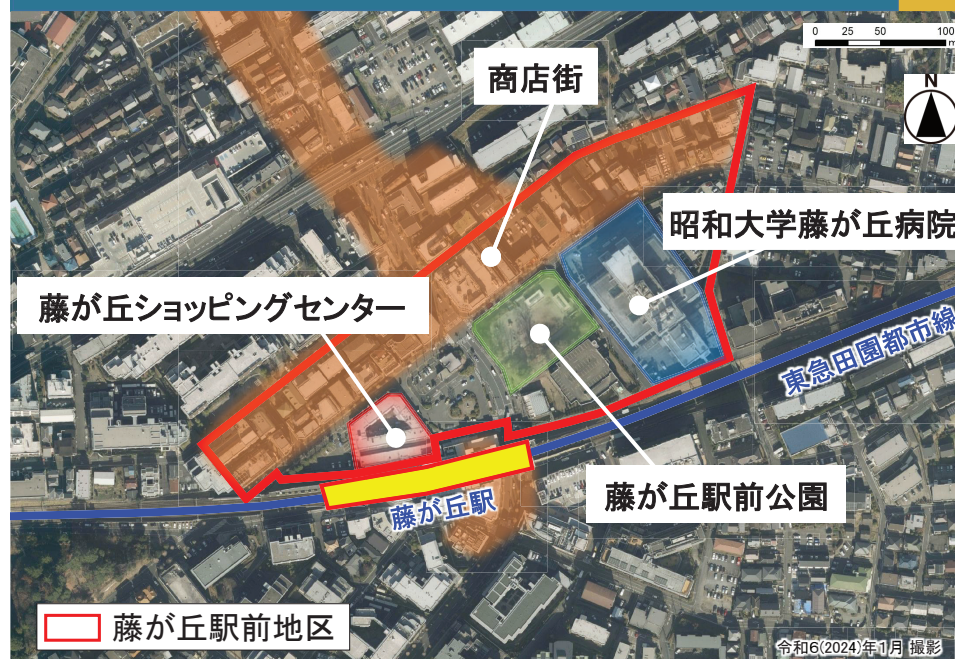 0 25 50 100
m
N
商店街
昭和大学藤が丘病院
藤が丘ショッピングセンター
東急田園都市線
藤が丘駅前公園
藤が丘駅
藤が丘駅前地区
令和6(2024)年1月 撮影